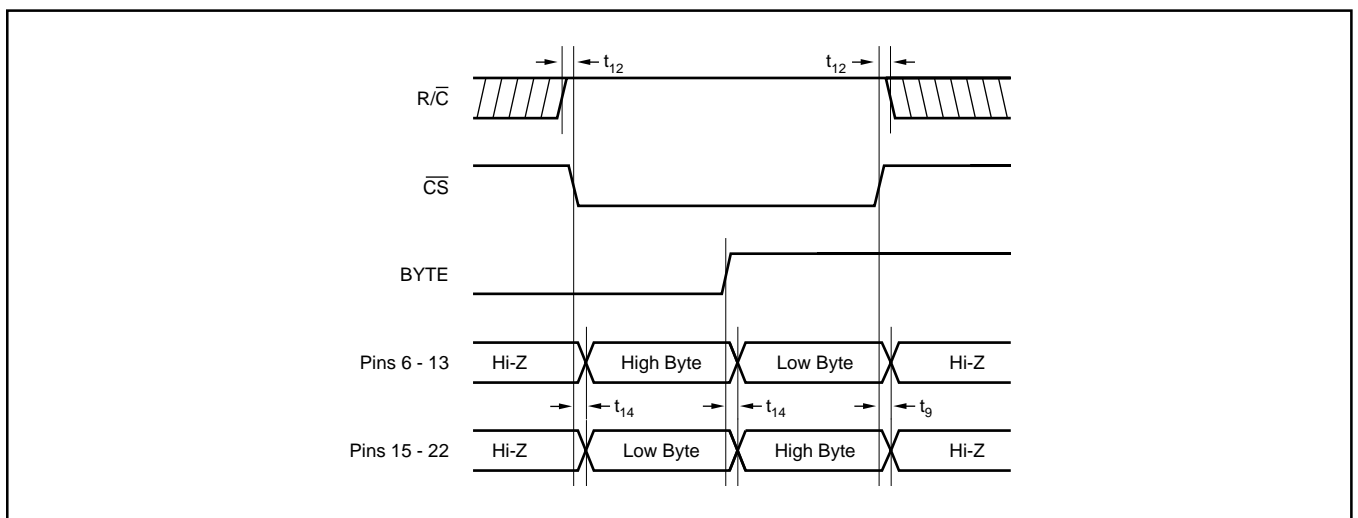 t12 t12
R/C̅
C̅S̅
BYTE
Pins 6 - 13 Hi-Z High Byte Low Byte Hi-Z
t14 t14 t9
Pins 15 - 22 Hi-Z Low Byte High Byte Hi-Z